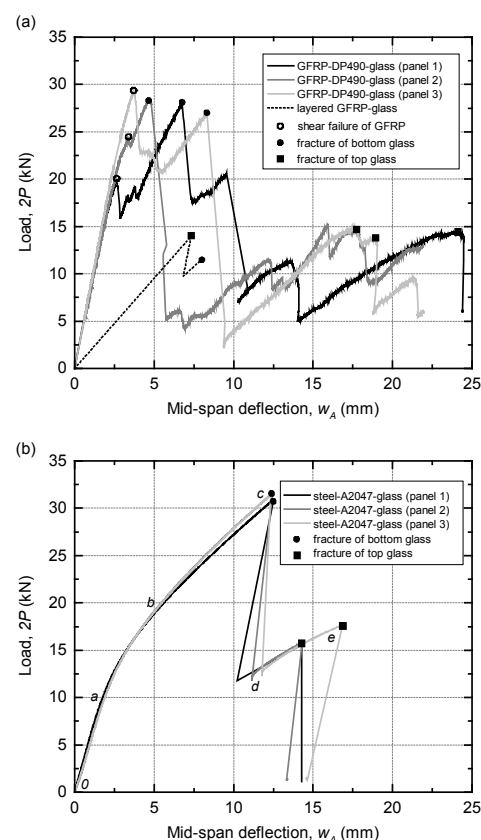 (a)
35
30
25
20
15
10
5
0
Load, 2P (kN)
GFRP-DP490-glass (panel 1)
GFRP-DP490-glass (panel 2)
GFRP-DP490-glass (panel 3)
layered GFRP-glass
shear failure of GFRP
fracture of bottom glass
fracture of top glass
0 5 10 15 20 25
Mid-span deflection, wA (mm)
(b)
35
30
25
20
15
10
5
0
Load, 2P (kN)
steel-A2047-glass (panel 1)
steel-A2047-glass (panel 2)
steel-A2047-glass (panel 3)
fracture of bottom glass
fracture of top glass
c
b
e
d
a
0
0 5 10 15 20 25
Mid-span deflection, wA (mm)